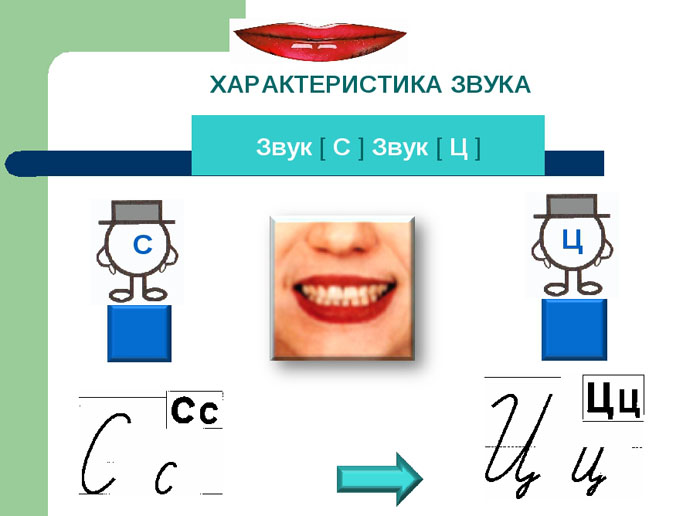 ХАРАКТЕРИСТИКА ЗВУКА
Звук [ С ] Звук [ Ц ]
С
Ц
Сс
Цц
С с
Ц ц